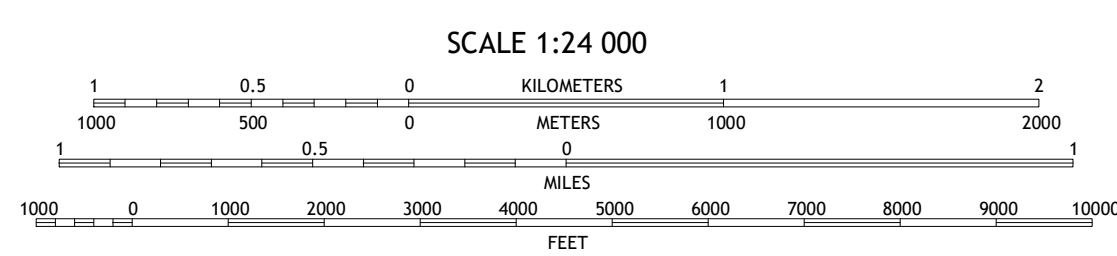 SCALE 1:24 000
1 0.5 0 KILOMETERS 1 2
1000 500 0 METERS 1000 2000
1 0.5 0 1
MILES
1000 0 1000 2000 3000 4000 5000 6000 7000 8000 9000 10000
FEET